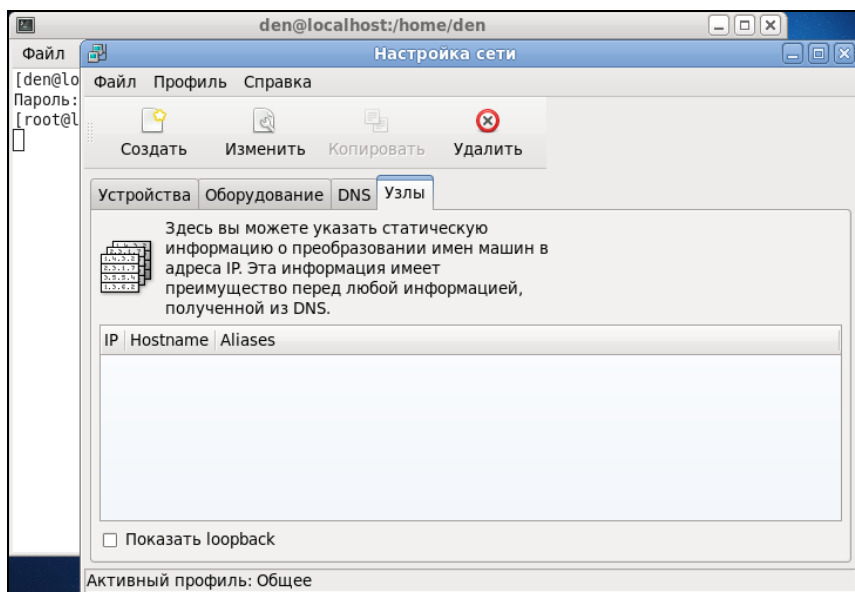 den@localhost:/home/den
Файл
Настройка сети
[den@lo
Пароль:
[root@l
Файл Профиль Справка
Создать Изменить Копировать Удалить
Устройства Оборудование DNS Узлы
Здесь вы можете указать статическую
информацию о преобразовании имен машин в
адреса IP. Эта информация имеет
преимущество перед любой информацией,
полученной из DNS.
IP Hostname Aliases
Показать loopback
Активный профиль: Общее